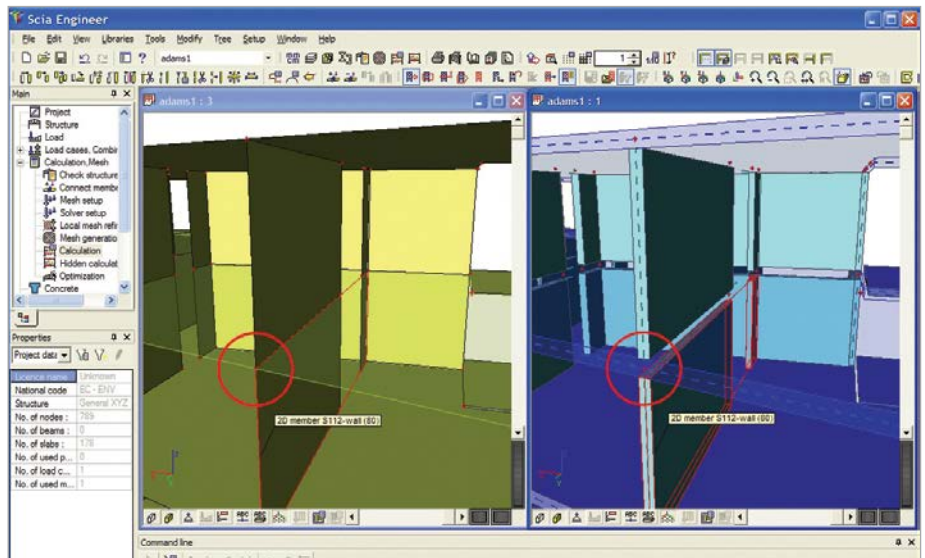 Scia Engineer
File Edit View Libraries Tools Modify Tree Setup Window Help
adams1
1
Main
Project
Structure
Load
Load cases, Combin
Calculation,Mesh
Check structure
Connect membe
Mesh setup
Solver setup
Local mesh refi
Mesh generatio
Calculation
Hidden calculat
Optimization
Concrete
Properties
Project data
Licence name Unknown
National code EC - ENV
Structure General XYZ
No. of nodes : 789
No. of beams : 0
No. of slabs : 178
No. of used p... 0
No. of load c... 1
No. of used m... 1
adams1 : 3
2D member S112-wall (80)
adams1 : 1
2D member S112-wall (80)
Command line